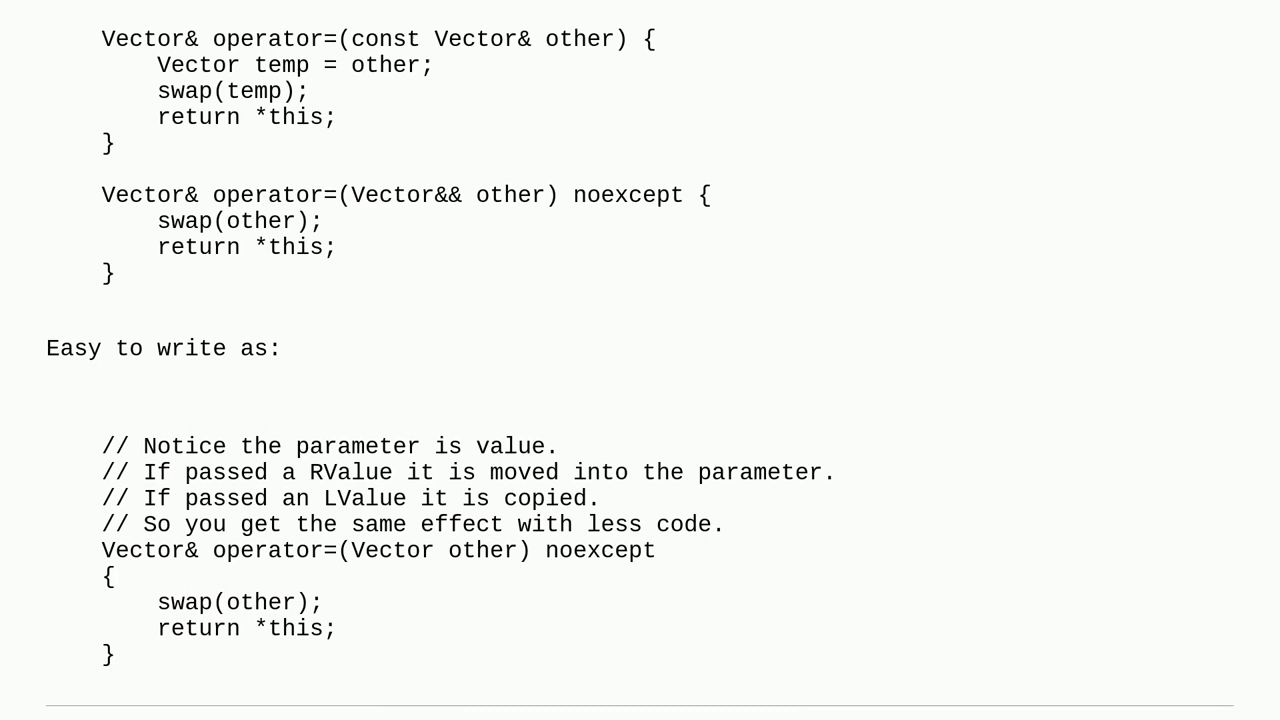 Vector& operator=(const Vector& other) {
Vector temp = other;
swap(temp);
return *this;
}
Vector& operator=(Vector&& other) noexcept {
swap(other);
return *this;
}
Easy to write as:
// Notice the parameter is value.
// If passed a RValue it is moved into the parameter.
// If passed an LValue it is copied.
// So you get the same effect with less code.
Vector& operator=(Vector other) noexcept
{
swap(other);
return *this;
}